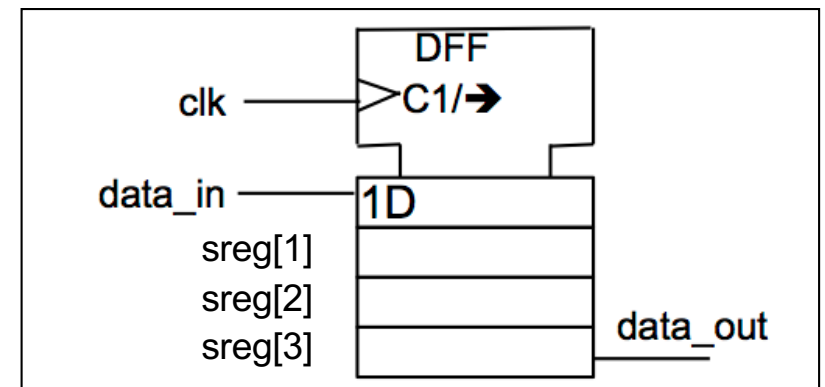 DFF
clk
C1/➔
data_in
1D
sreg[1]
sreg[2]
sreg[3]
data_out